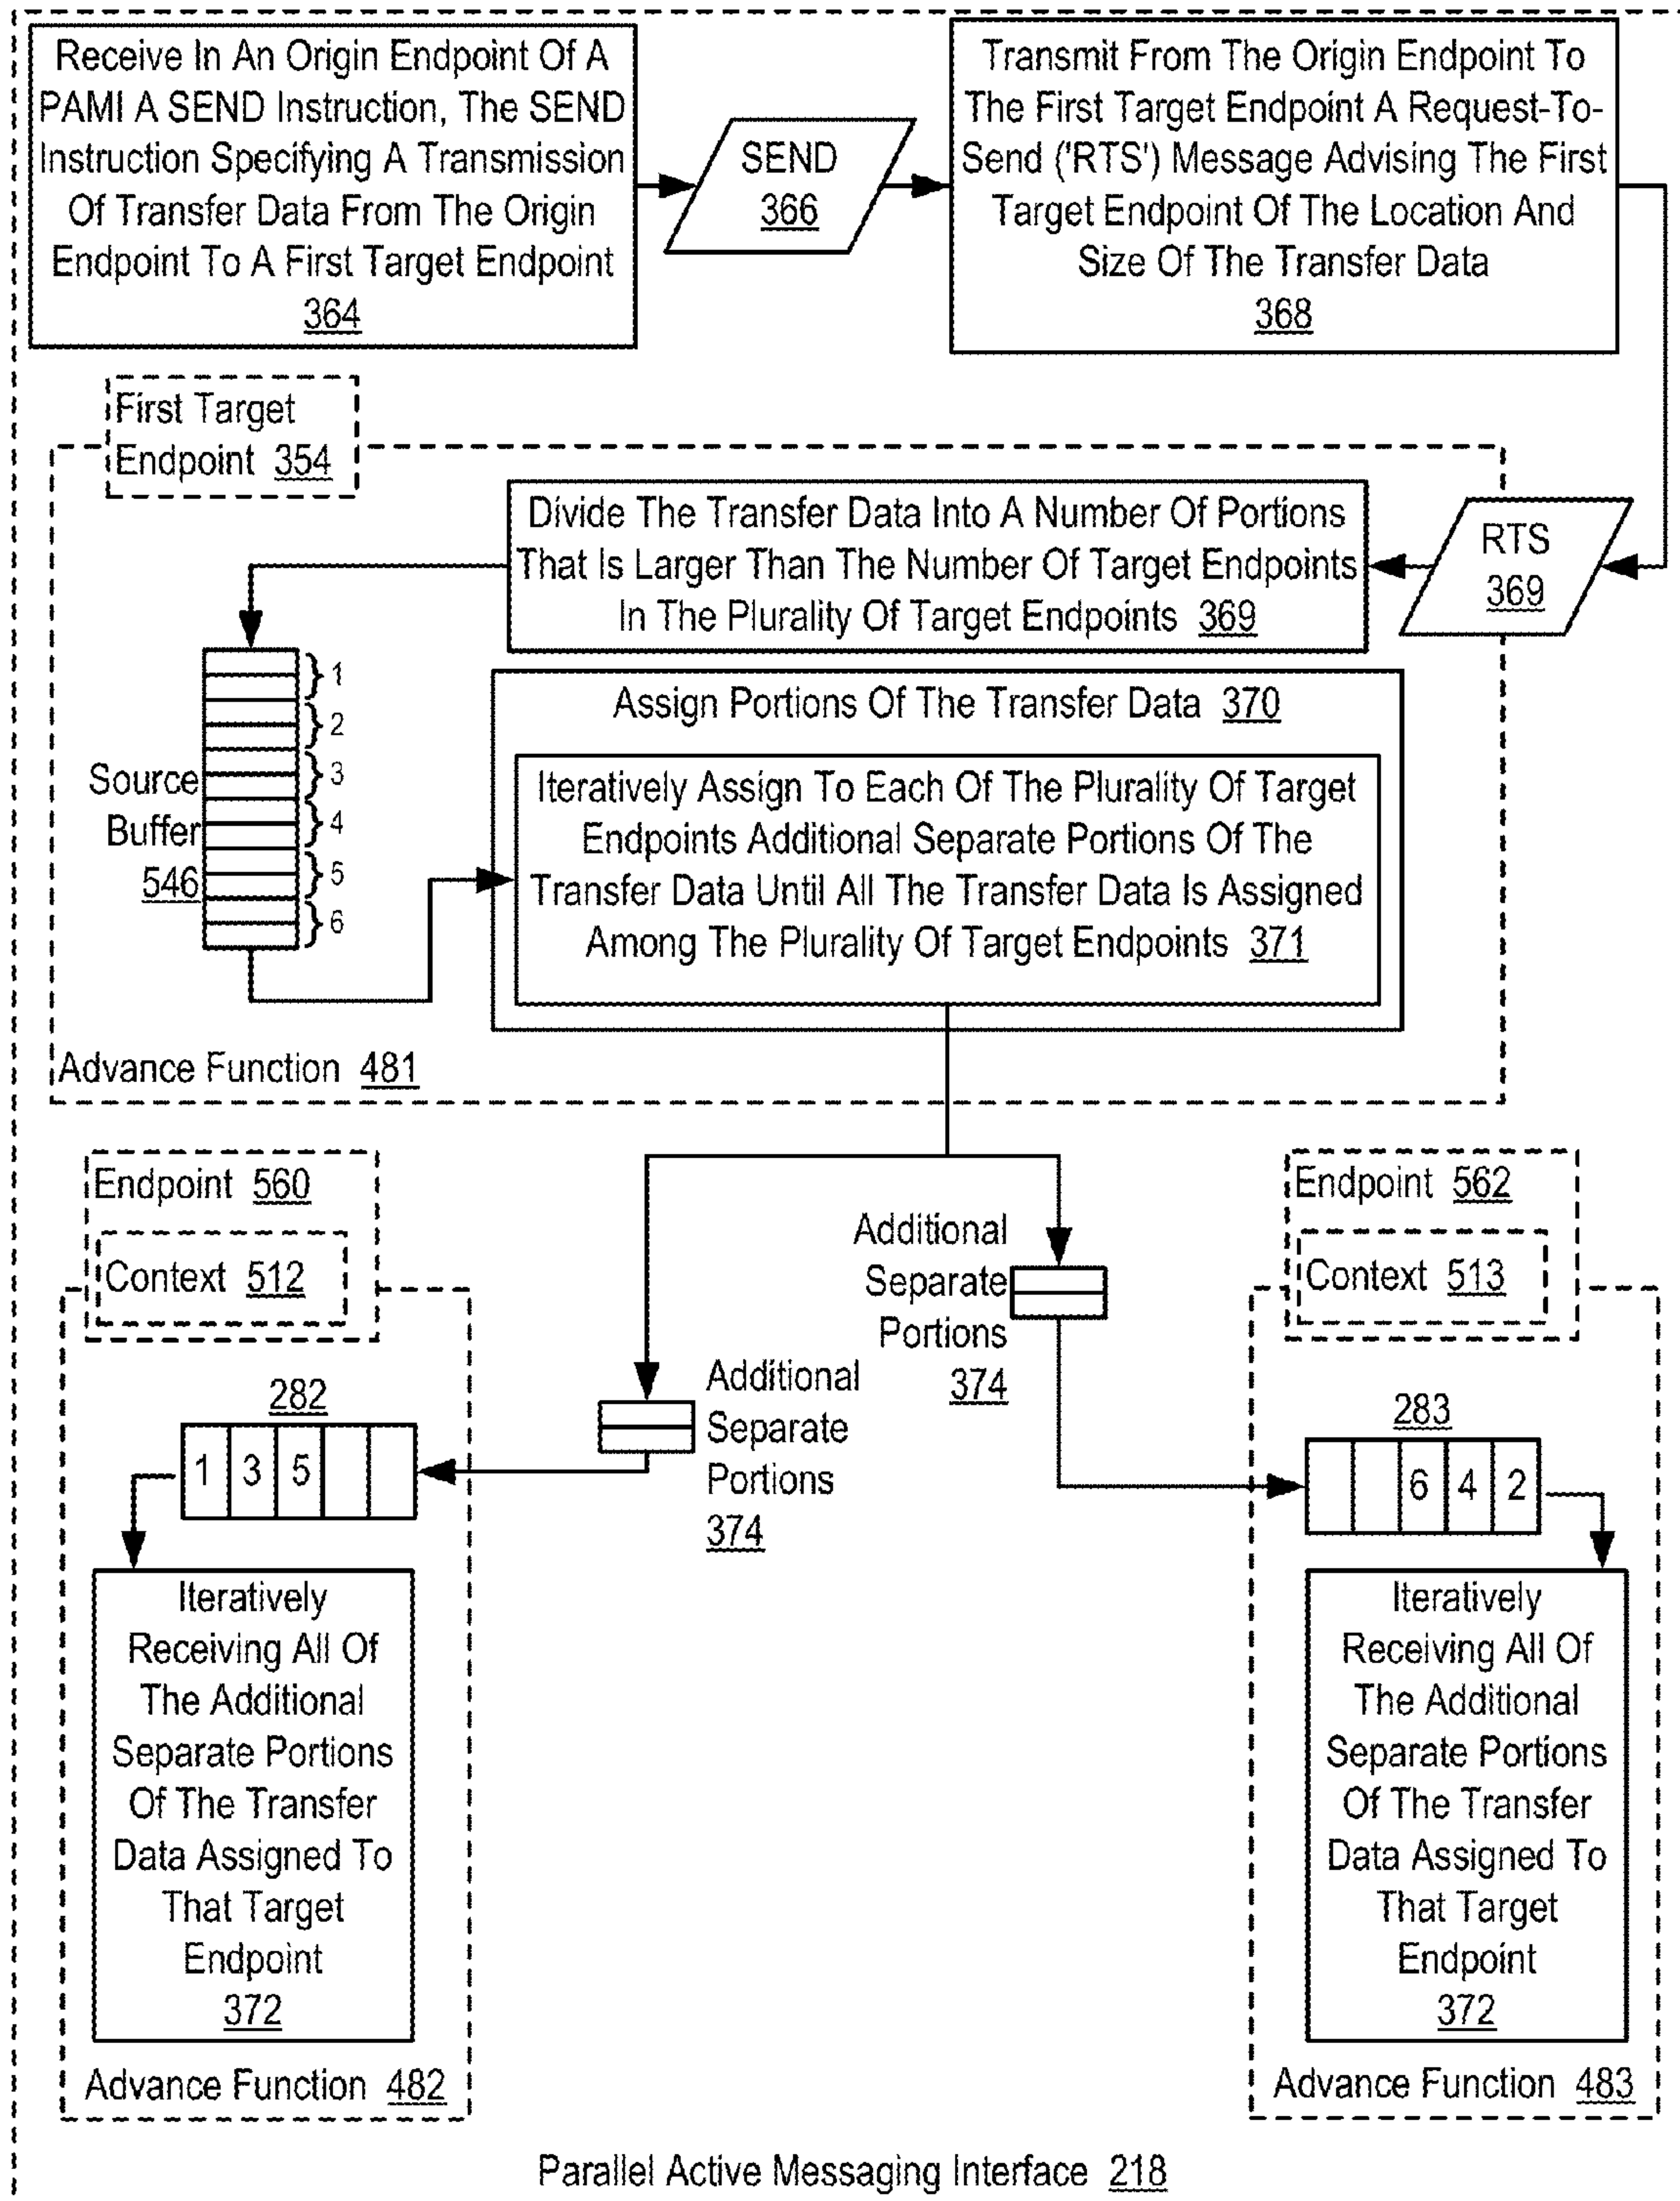 Receive In An Origin Endpoint Of A
PAMI A SEND Instruction, The SEND
Instruction Specifying A Transmission
Of Transfer Data From The Origin
Endpoint To A First Target Endpoint
364
SEND
366
Transmit From The Origin Endpoint To
The First Target Endpoint A Request-To-
Send ('RTS') Message Advising The First
Target Endpoint Of The Location And
Size Of The Transfer Data
368
First Target
Endpoint 354
Divide The Transfer Data Into A Number Of Portions
That Is Larger Than The Number Of Target Endpoints
In The Plurality Of Target Endpoints 369
RTS
369
1
2
3
4
5
6
Source
Buffer
546
Assign Portions Of The Transfer Data 370
Iteratively Assign To Each Of The Plurality Of Target
Endpoints Additional Separate Portions Of The
Transfer Data Until All The Transfer Data Is Assigned
Among The Plurality Of Target Endpoints 371
Advance Function 481
Endpoint 560
Context 512
Additional
Separate
Portions
374
Endpoint 562
Context 513
282
1 3 5
Additional
Separate
Portions
374
283
6 4 2
Iteratively
Receiving All Of
The Additional
Separate Portions
Of The Transfer
Data Assigned To
That Target
Endpoint
372
Advance Function 482
Iteratively
Receiving All Of
The Additional
Separate Portions
Of The Transfer
Data Assigned To
That Target
Endpoint
372
Advance Function 483
Parallel Active Messaging Interface 218